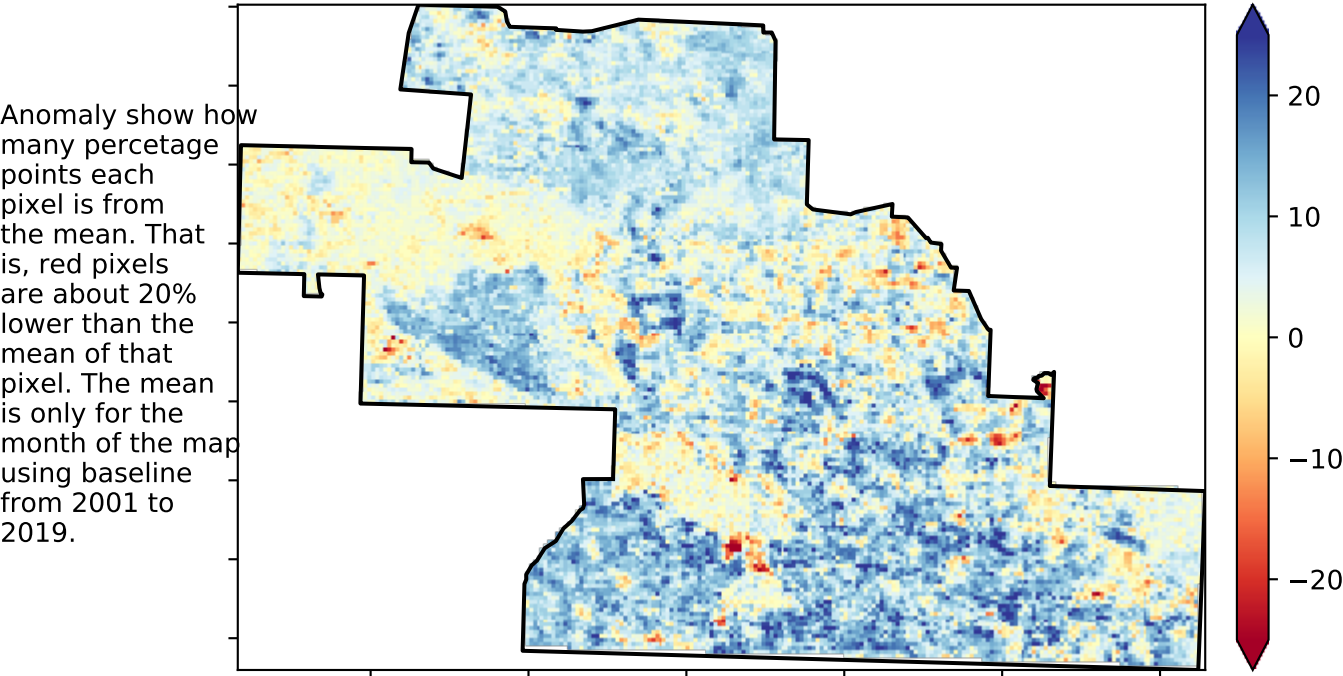 Anomaly show how
many percetage
points each
pixel is from
the mean. That
is, red pixels
are about 20%
lower than the
mean of that
pixel. The mean
is only for the
month of the map
using baseline
from 2001 to
2019.
20
10
0
−10
−20